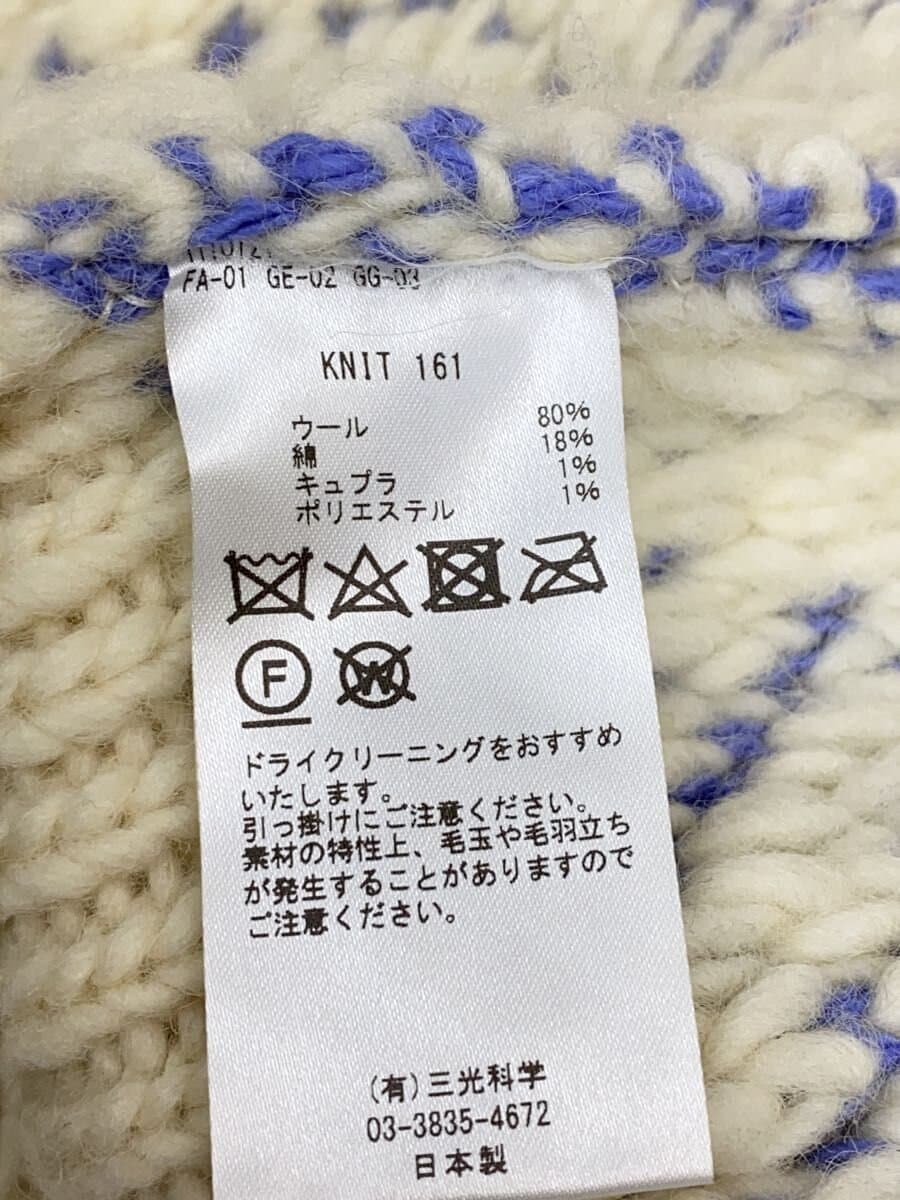 FA-01 GE-02 GG-03
KNIT 161
ウール 80%
綿 18%
キュプラ 1%
ポリエステル 1%
F W
ドライクリーニングをおすすめ
いたします。
引っ掛けにご注意ください。
素材の特性上、毛玉や毛羽立ち
が発生することがありますので
ご注意ください。
(有)三光科学
03-3835-4672
日本製